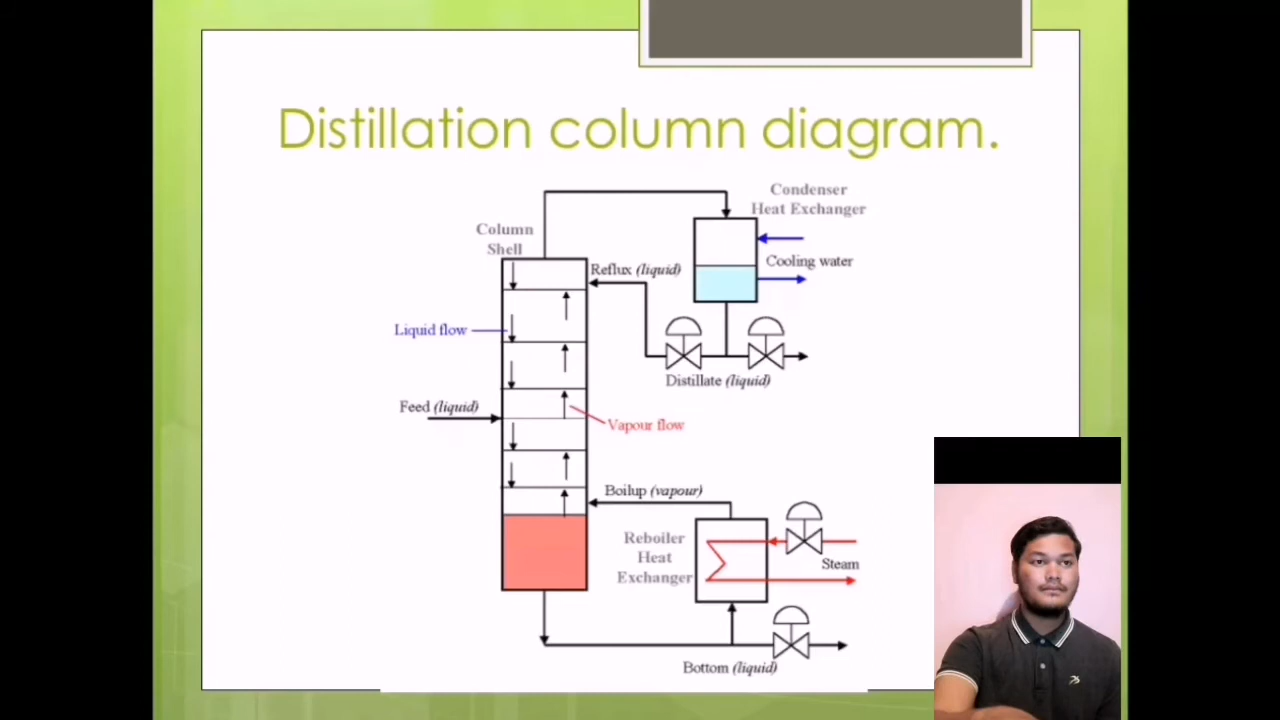 Distillation column diagram.
Condenser
Heat Exchanger
Column
Shell
Reflux (liquid)
Cooling water
Liquid flow
Distillate (liquid)
Feed (liquid)
Vapour flow
Boilup (vapour)
Reboiler
Heat
Exchanger
Steam
Bottom (liquid)